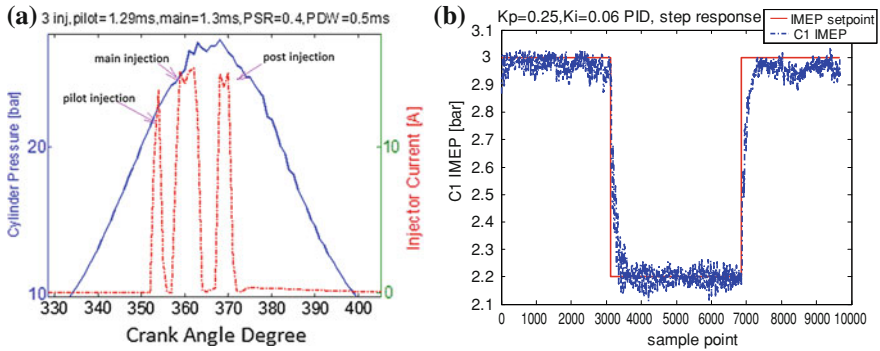 (a)
3 inj,pilot=1.29ms,main=1.3ms,PSR=0.4,PDW=0.5ms
main injection
post injection
pilot injection
Cylinder Pressure [bar]
20
10
10
0
Injector Current [A]
330 340 350 360 370 380 390 400
Crank Angle Degree
(b)
Kp=0.25,Ki=0.06 PID, step response
IMEP setpoint
C1 IMEP
C1 IMEP [bar]
3.1
3
2.9
2.8
2.7
2.6
2.5
2.4
2.3
2.2
2.1
0 1000 2000 3000 4000 5000 6000 7000 8000 9000 10000
sample point